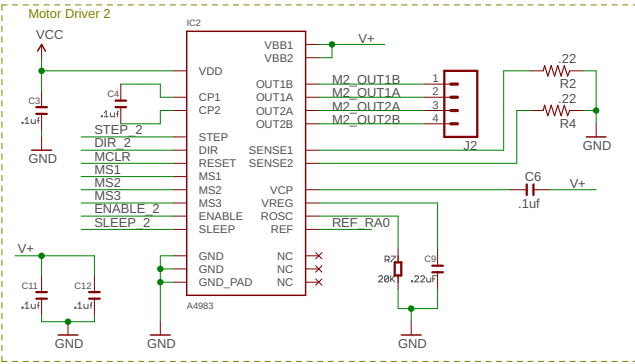 Motor Driver 2
IC2
VCC
VBB1
VBB2
V+
VDD
C4
.1uf
CP1
CP2
C3
.1uf
GND
OUT1B
OUT1A
OUT2A
OUT2B
M2_OUT1B
M2_OUT1A
M2_OUT2A
M2_OUT2B
1
2
3
4
J2
.22
R2
.22
R4
GND
STEP_2
DIR_2
MCLR
MS1
MS2
MS3
ENABLE_2
SLEEP_2
STEP
DIR
RESET
MS1
MS2
MS3
ENABLE
SLEEP
SENSE1
SENSE2
VCP
VREG
ROSC
REF
C6
.1uf
V+
REF_RA0
V+
C11
.1uf
C12
.1uf
GND
GND
GND
GND_PAD
NC
NC
NC
A4983
GND
R7
20K
C9
.22uF
GND